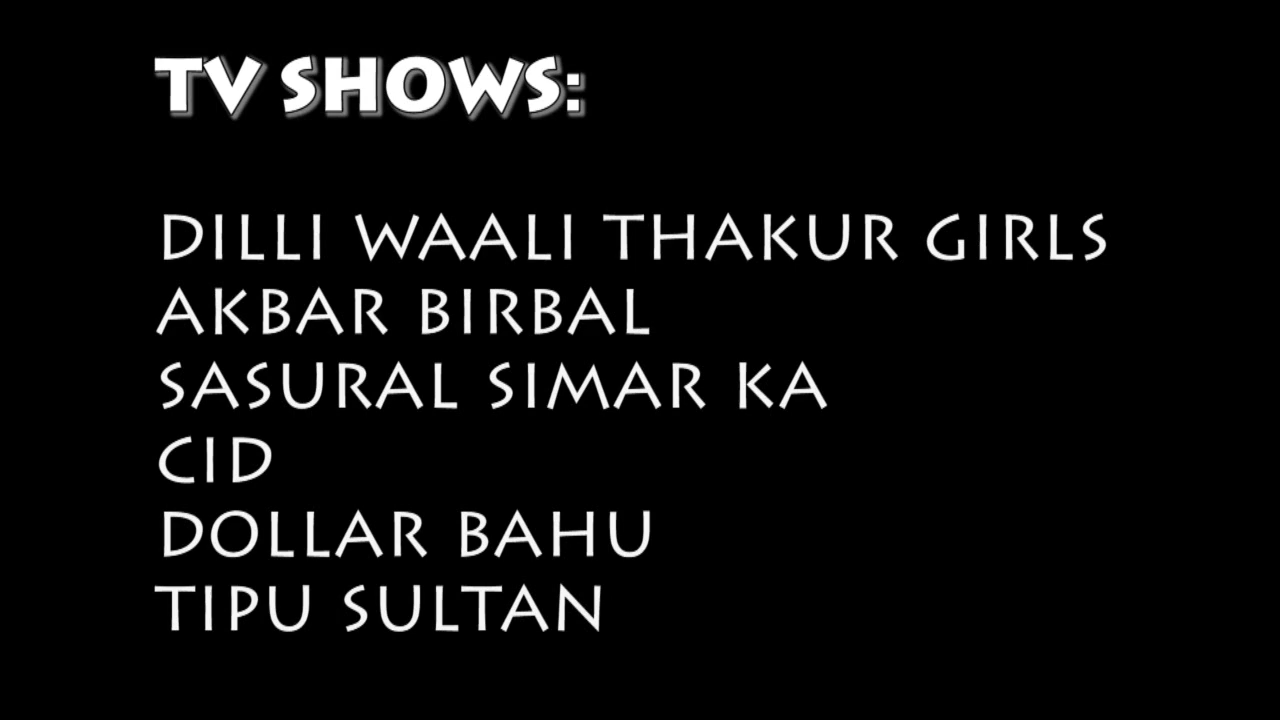 TV SHOWS:
DILLI WAALI THAKUR GIRLS
AKBAR BIRBAL
SASURAL SIMAR KA
CID
DOLLAR BAHU
TIPU SULTAN